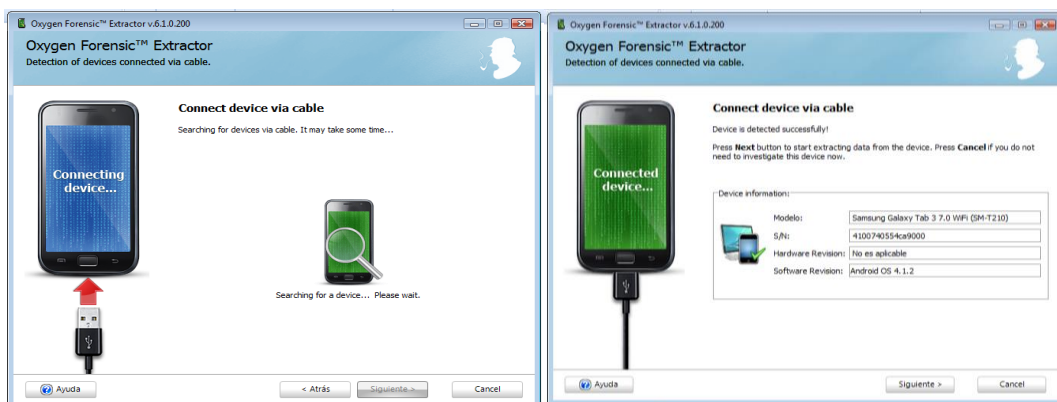 Oxygen Forensic™ Extractor v.6.1.0.200
Oxygen Forensic™ Extractor
Detection of devices connected via cable.
Connecting
device...
Connect device via cable
Searching for devices via cable. It may take some time...
Searching for a device... Please wait.
Ayuda
< Atrás
Siguiente >
Cancel
Oxygen Forensic™ Extractor v.6.1.0.200
Oxygen Forensic™ Extractor
Detection of devices connected via cable.
Connected
device...
Connect device via cable
Device is detected successfully!
Press Next button to start extracting data from the device. Press Cancel if you do not
need to investigate this device now.
Device information:
Modelo: Samsung Galaxy Tab 3 7.0 WiFi (SM-T210)
S/N: 4100740554ca9000
Hardware Revision: No es aplicable
Software Revision: Android OS 4.1.2
Ayuda
Siguiente >
Cancel